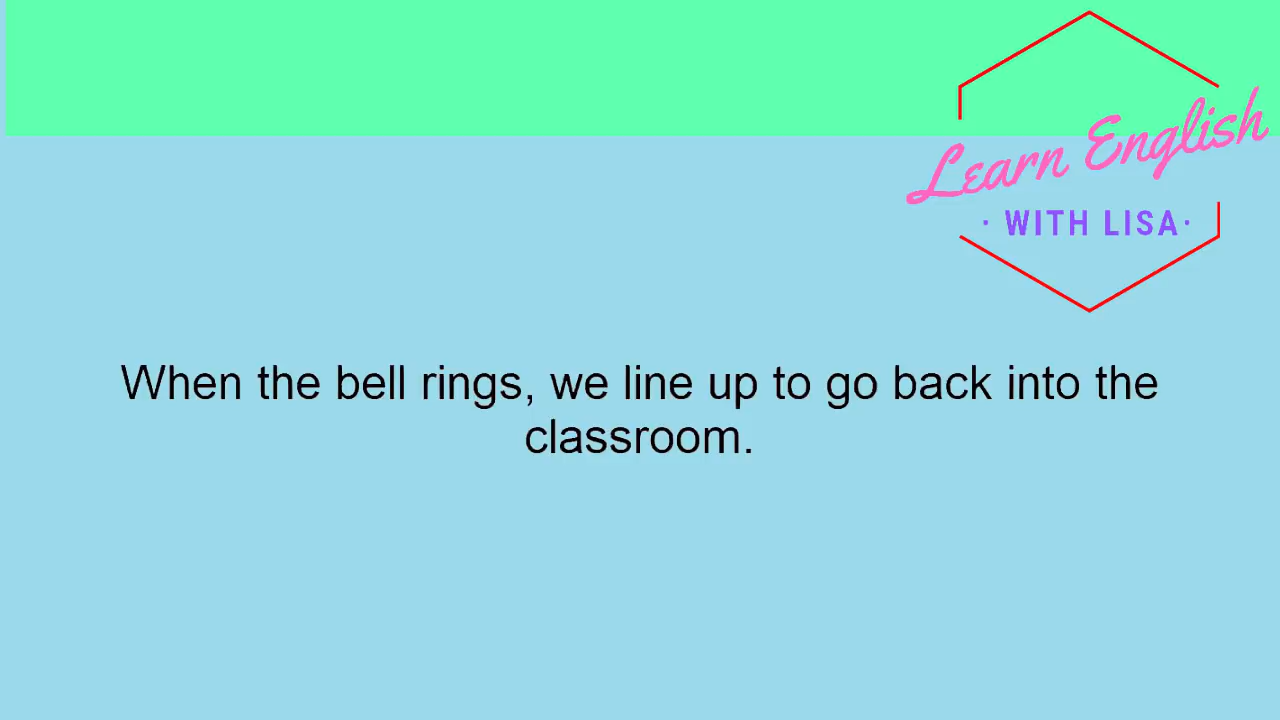 Learn English
· WITH LISA·
When the bell rings, we line up to go back into the
classroom.